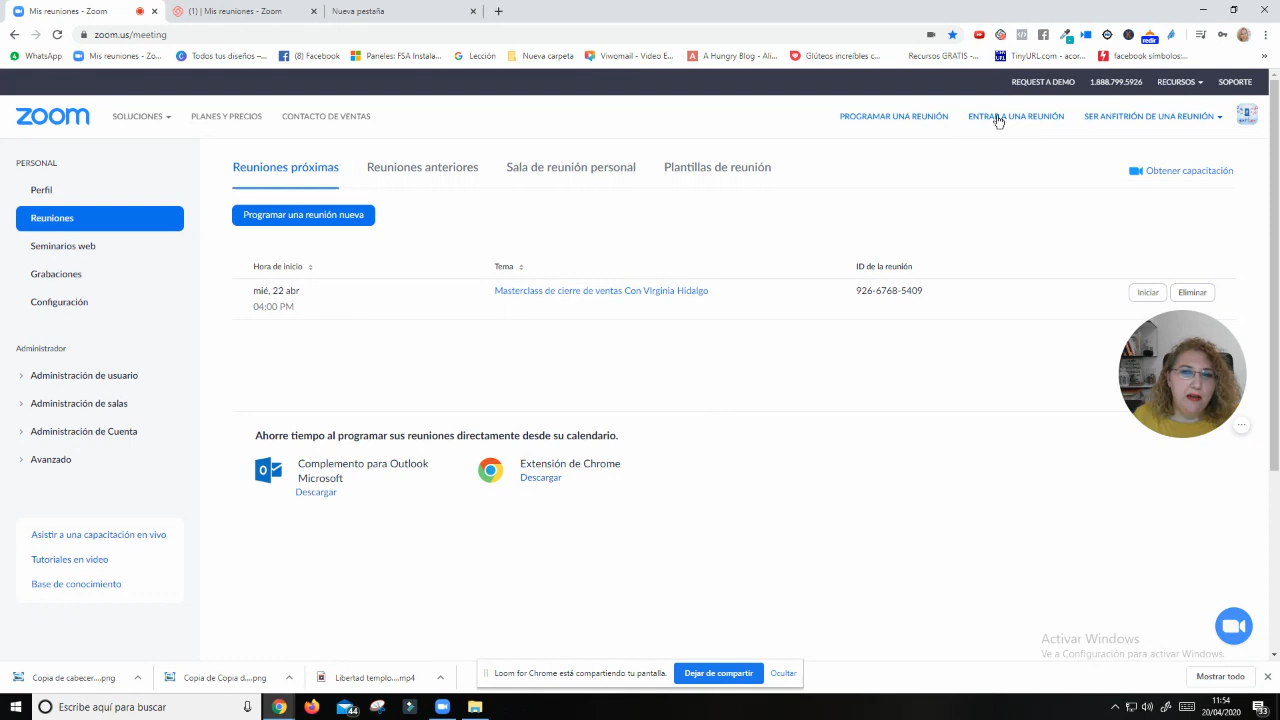 Mis reuniones - Zoom
(1) | Mis reuniones
Nueva pestaña
zoom.us/meeting
WhatsApp
Mis reuniones - Zo...
Todos tus diseños –...
(8) Facebook
Paneles: FSA Instala...
Lección
Nueva carpeta
Viwomail - Video E...
A Hungry Blog - Ali...
Glúteos increíbles c...
Recursos GRATIS –...
TinyURL.com - acor...
facebook símbolos:...
REQUEST A DEMO
1.888.799.5926
RECURSOS
SOPORTE
zoom
SOLUCIONES
PLANES Y PRECIOS
CONTACTO DE VENTAS
PROGRAMAR UNA REUNIÓN
ENTRAR A UNA REUNIÓN
SER ANFITRIÓN DE UNA REUNIÓN
PERSONAL
Perfil
Reuniones
Seminarios web
Grabaciones
Configuración
Administrador
Administración de usuario
Administración de salas
Administración de Cuenta
Avanzado
Asistir a una capacitación en vivo
Tutoriales en video
Base de conocimiento
Reuniones próximas
Reuniones anteriores
Sala de reunión personal
Plantillas de reunión
Obtener capacitación
Programar una reunión nueva
Hora de inicio
Tema
ID de la reunión
mié, 22 abr
04:00 PM
Masterclass de cierre de ventas Con VIrginia Hidalgo
926-6768-5409
Iniciar
Eliminar
Ahorre tiempo al programar sus reuniones directamente desde su calendario.
Complemento para Outlook
Microsoft
Descargar
Extensión de Chrome
Descargar
Activar Windows
Ve a Configuración para activar Windows.
Copia de cabecer....png
Copia de Copia d....png
Libertad templo....mp4
Loom for Chrome está compartiendo tu pantalla.
Dejar de compartir
Ocultar
Mostrar todo
Escribe aquí para buscar
44
11:54
20/04/2020
33